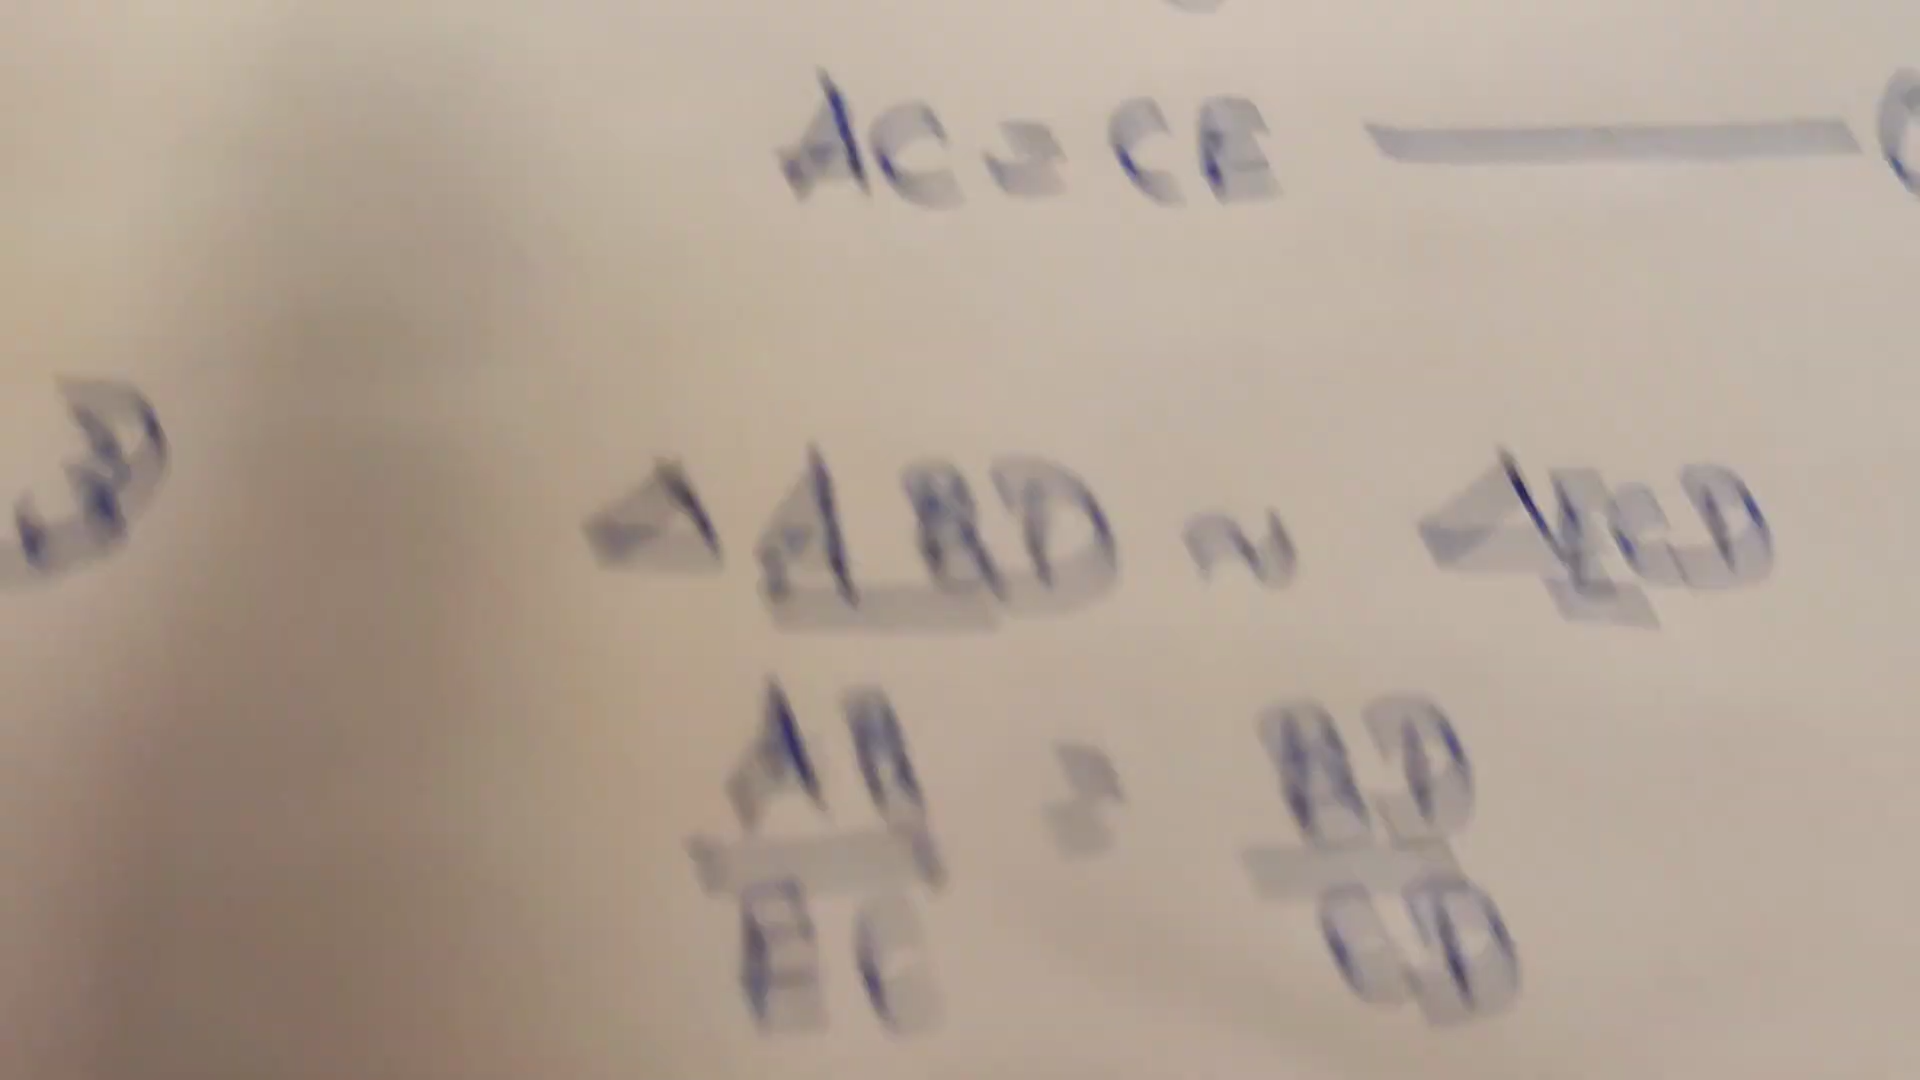 AC = CE
△ABD ~ △ECD
AB/EC = BD/CD